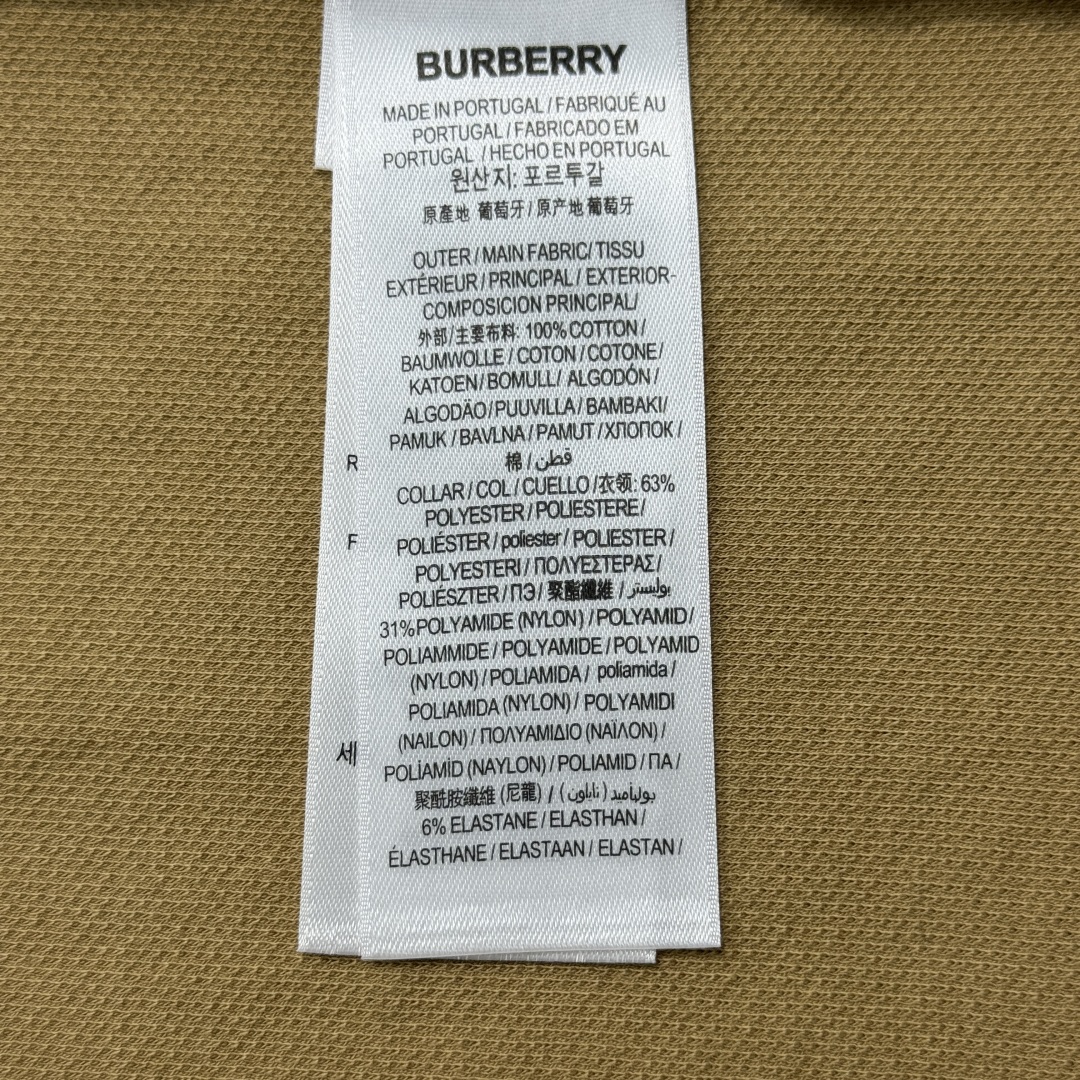 BURBERRY
MADE IN PORTUGAL / FABRIQUÉ AU
PORTUGAL / FABRICADO EM
PORTUGAL / HECHO EN PORTUGAL
원산지: 포르투갈
原產地 葡萄牙 / 原产地 葡萄牙
OUTER / MAIN FABRIC/ TISSU
EXTÉRIEUR / PRINCIPAL / EXTERIOR-
COMPOSICION PRINCIPAL/
外部/主要布料: 100% COTTON /
BAUMWOLLE / COTON / COTONE/
KATOEN / BOMULL/ ALGODÓN /
ALGODÃO / PUUVILLA / BAMBAKI/
PAMUK / BAVLNA / PAMUT / ХЛОПОК /
棉 / قطن
COLLAR / COL / CUELLO /衣领: 63%
POLYESTER / POLIESTERE /
POLIÉSTER / poliester / POLIESTER /
POLYESTERI / ΠΟΛΥΕΣΤΕΡΑΣ /
POLIÉSZTER / ПЭ / 聚酯纖維 / بوليستر
31% POLYAMIDE (NYLON) / POLYAMID /
POLIAMMIDE / POLYAMIDE / POLYAMID
(NYLON) / POLIAMIDA / poliamida /
POLIAMIDA (NYLON) / POLYAMIDI
(NAILON) / ΠΟΛΥΑΜΙΔΙΟ (ΝΑΪΛΟΝ) /
POLİAMİD (NAYLON) / POLIAMID / ПА /
聚酰胺纖維 (尼龍) / (نايلون) بولياميد
6% ELASTANE / ELASTHAN /
ÉLASTHANE / ELASTAAN / ELASTAN /
R
F
세